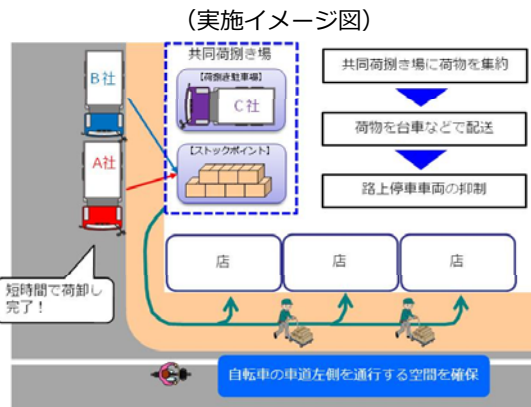 （実施イメージ図）
共同荷捌き場
【荷捌き駐車場】
C社
【ストックポイント】
B社
A社
短時間で荷卸し
完了！
共同荷捌き場に荷物を集約
荷物を台車などで配送
路上停車車両の抑制
店
店
店
自転車の車道左側を通行する空間を確保